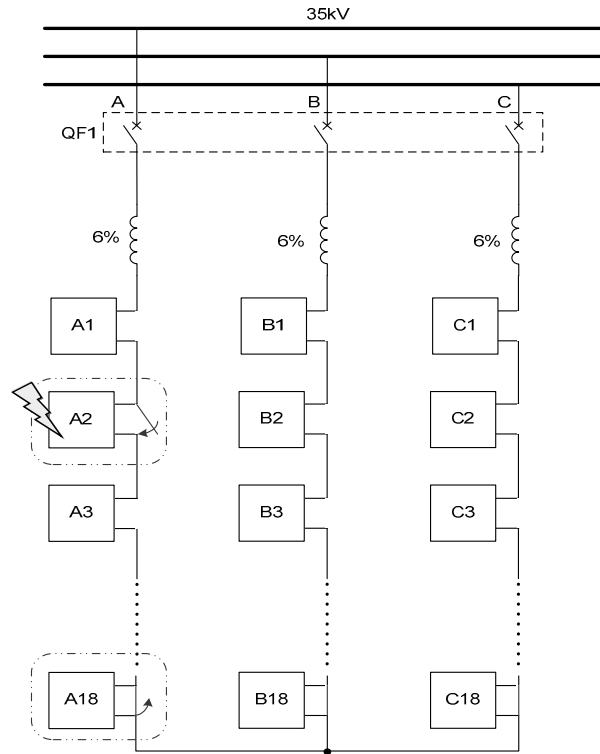 35kV
A B C
QF1
6% 6% 6%
A1 B1 C1
A2 B2 C2
A3 B3 C3
A18 B18 C18